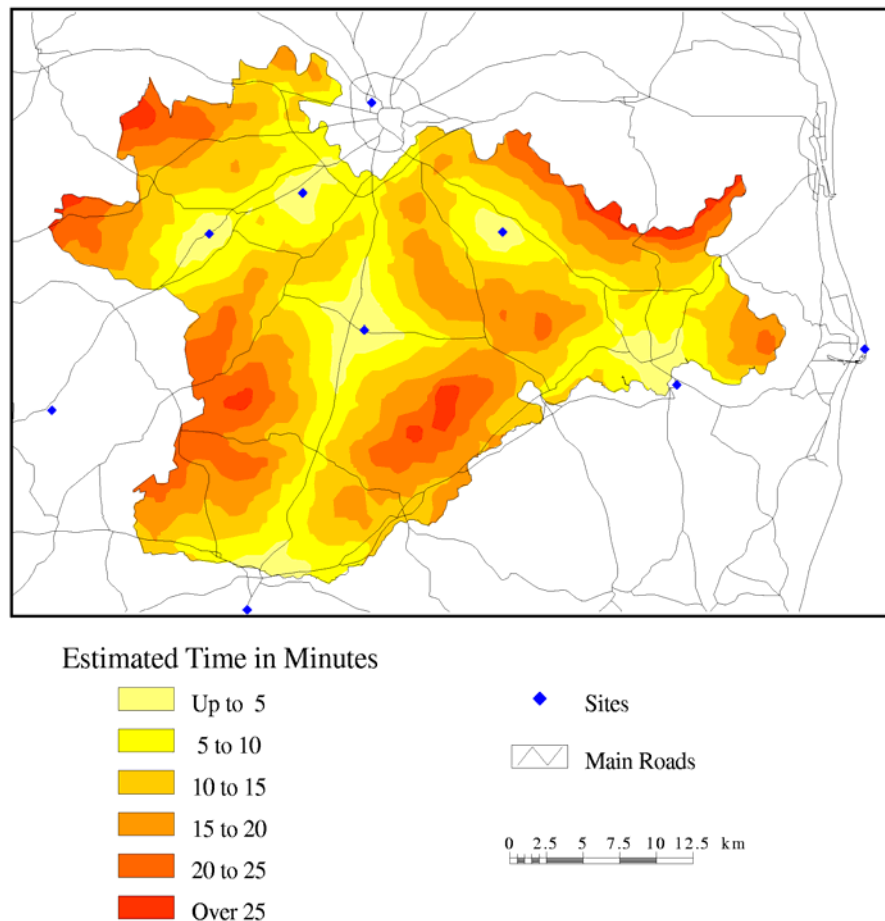 Estimated Time in Minutes
Up to 5
5 to 10
10 to 15
15 to 20
20 to 25
Over 25
Sites
Main Roads
0 2.5 5 7.5 10 12.5 km